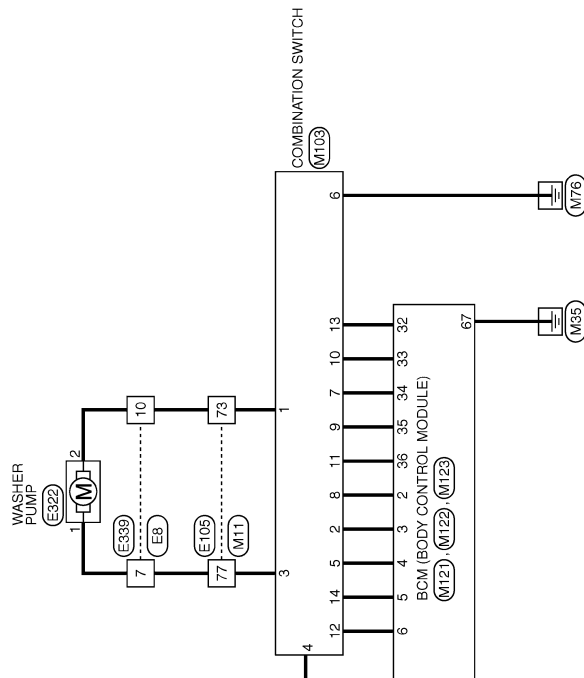 COMBINATION SWITCH
M103
WASHER
PUMP
E322
1
M
2
E339
E8
7
10
E105
M11
77
73
3
1
4
6
12 14 5 2 8 11 9 7 10 13
6 5 4 3 2 36 35 34 33 32
BCM (BODY CONTROL MODULE)
M121 , M122 , M123
67
M35
M76